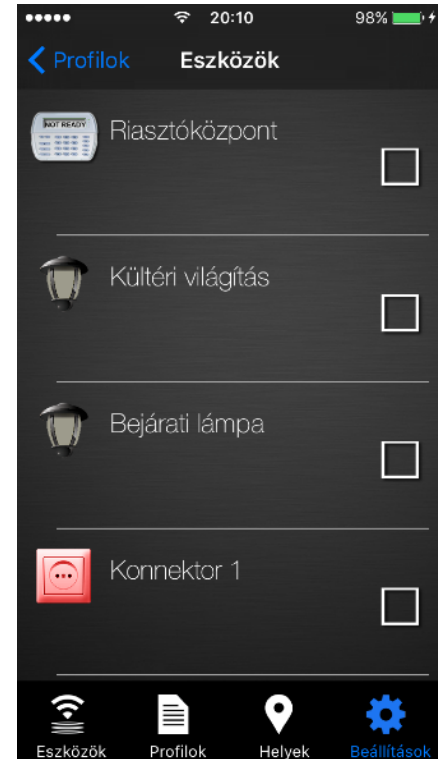 20:10
98%
Profilok
Eszközök
NOT READY
Riasztóközpont
Kültéri világítás
Bejárati lámpa
Konnektor 1
Eszközök
Profilok
Helyek
Beállítások